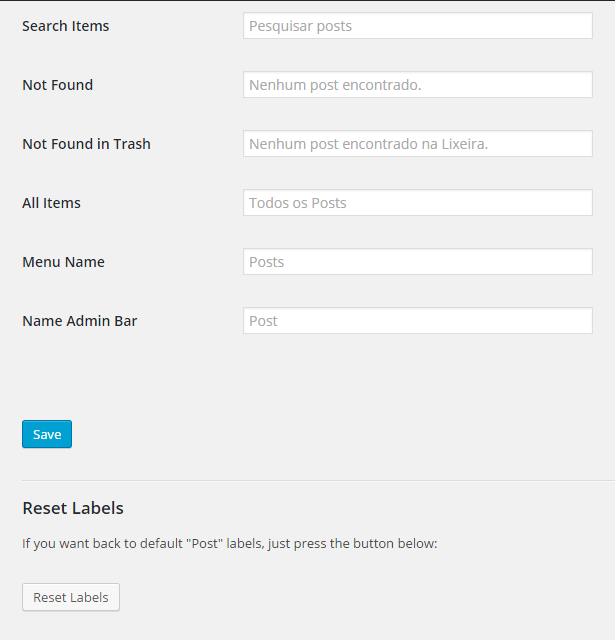 Search Items Pesquisar posts
Not Found Nenhum post encontrado.
Not Found in Trash Nenhum post encontrado na Lixeira.
All Items Todos os Posts
Menu Name Posts
Name Admin Bar Post
Save
Reset Labels
If you want back to default "Post" labels, just press the button below:
Reset Labels